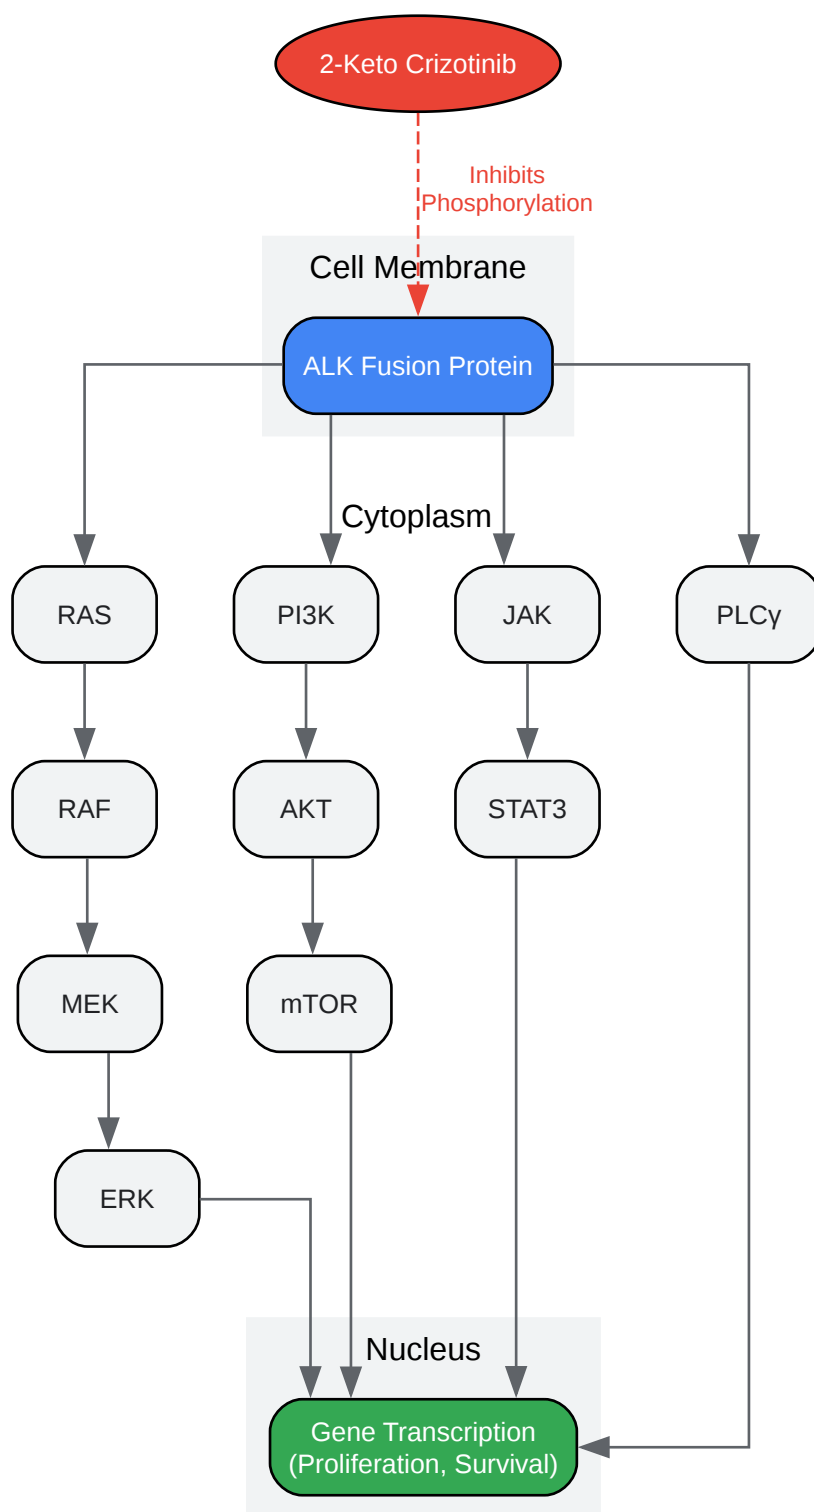 2-Keto Crizotinib
Inhibits
Phosphorylation
Cell Membrane
ALK Fusion Protein
Cytoplasm
RAS
PI3K
JAK
PLCγ
RAF
AKT
STAT3
MEK
mTOR
ERK
Nucleus
Gene Transcription
(Proliferation, Survival)